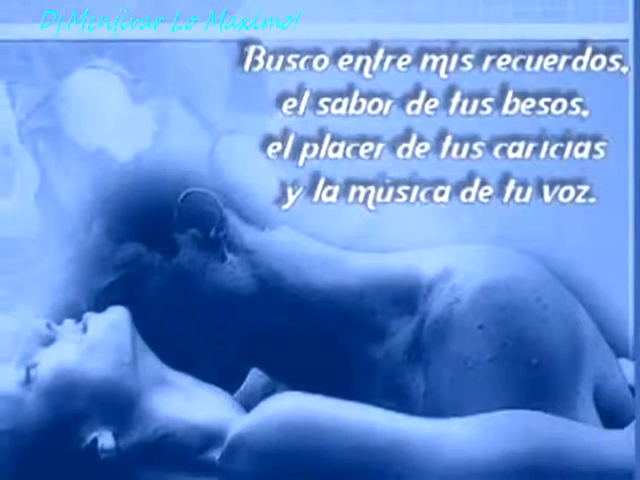 Dj Menjivar Lo Maximo!
Busco entre mis recuerdos,
el sabor de tus besos,
el placer de tus caricias
y la música de tu voz.